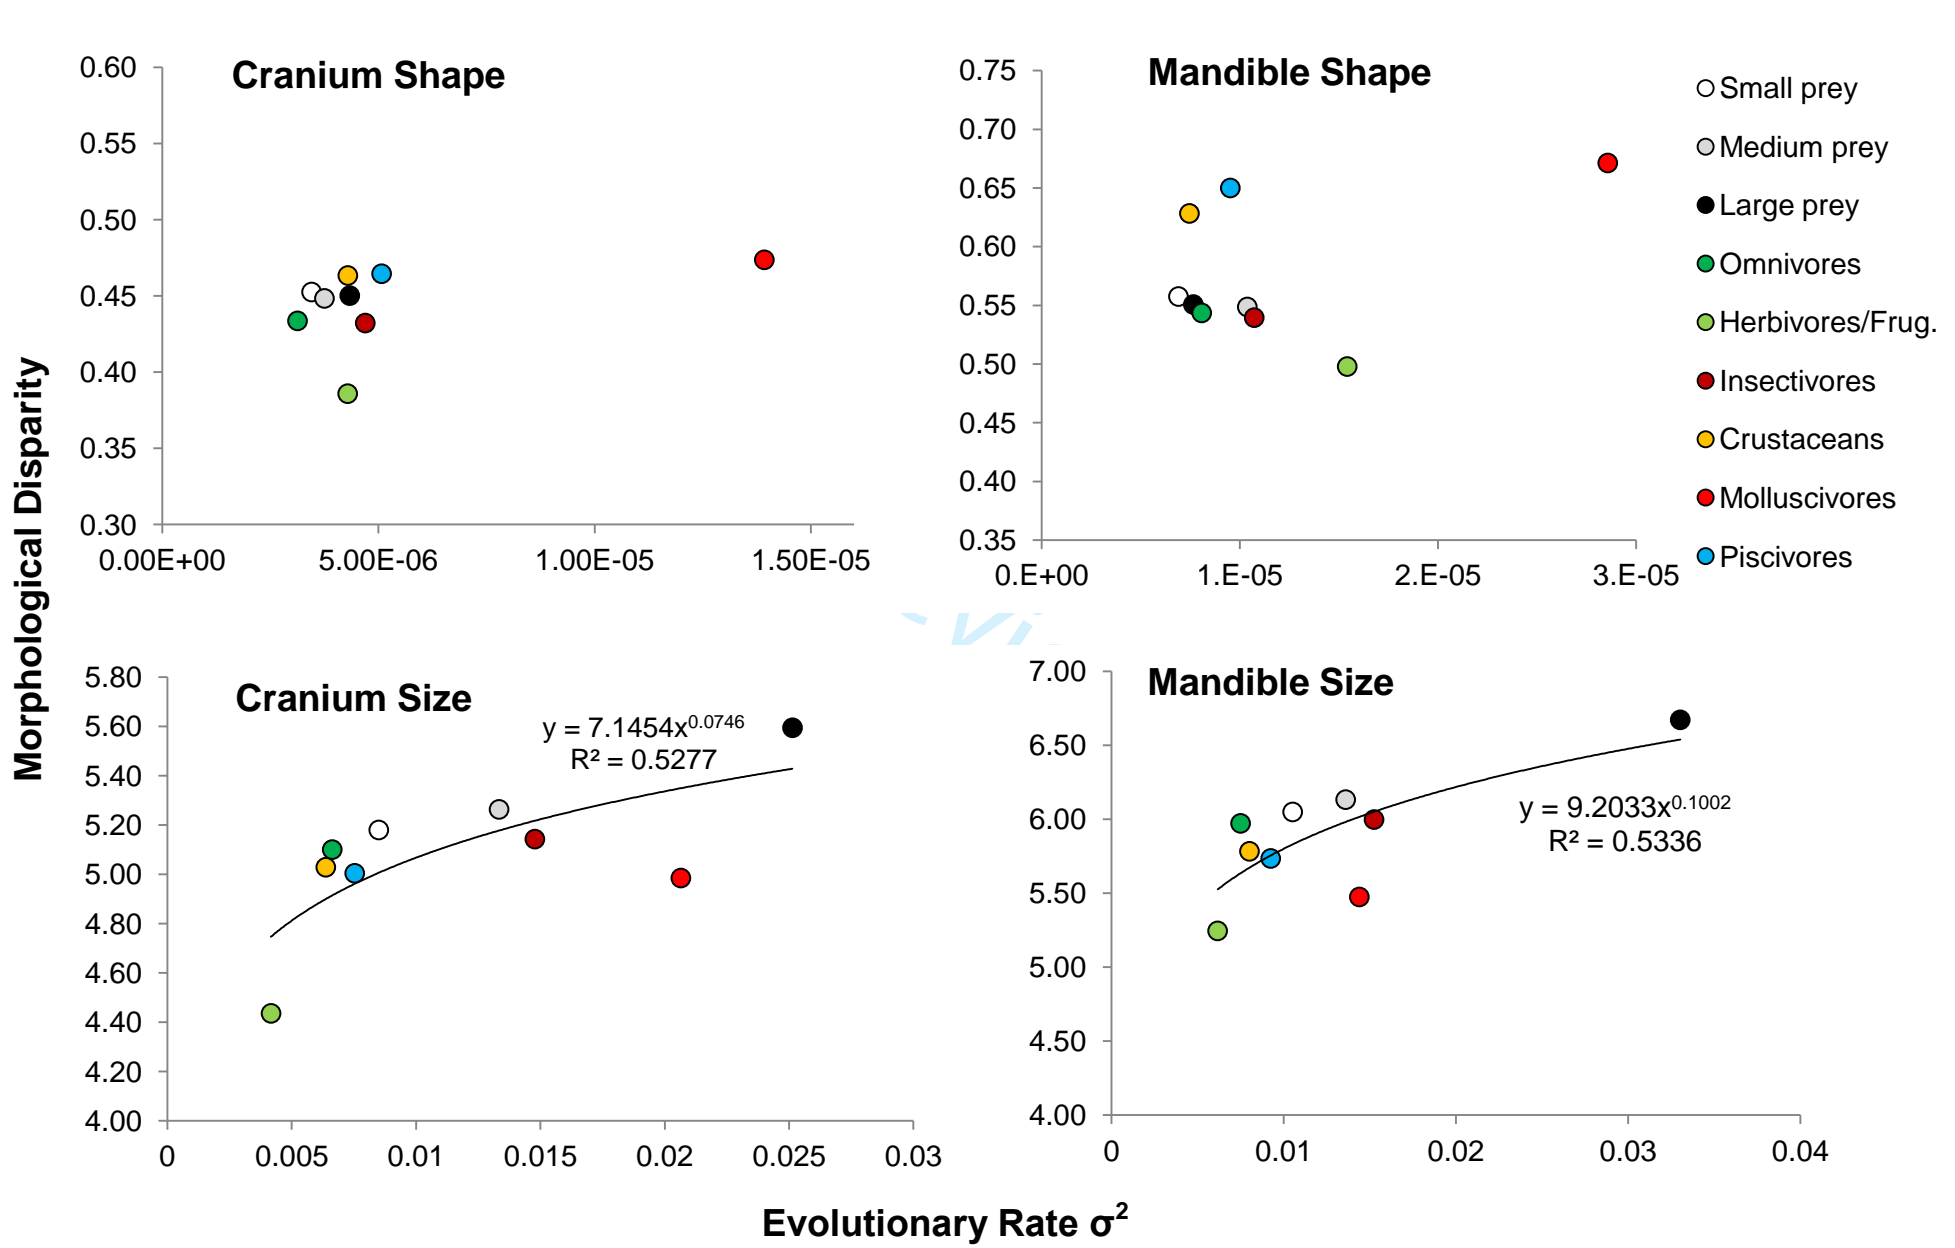 Cranium Shape
0.60
0.55
0.50
0.45
0.40
0.35
0.30
0.00E+00 5.00E-06 1.00E-05 1.50E-05
Mandible Shape
0.75
0.70
0.65
0.60
0.55
0.50
0.45
0.40
0.35
0.E+00 1.E-05 2.E-05 3.E-05
Small prey
Medium prey
Large prey
Omnivores
Herbivores/Frug.
Insectivores
Crustaceans
Molluscivores
Piscivores
Morphological Disparity
Cranium Size
y = 7.1454x^0.0746
R² = 0.5277
5.80
5.60
5.40
5.20
5.00
4.80
4.60
4.40
4.20
4.00
0 0.005 0.01 0.015 0.02 0.025 0.03
Mandible Size
y = 9.2033x^0.1002
R² = 0.5336
7.00
6.50
6.00
5.50
5.00
4.50
4.00
0 0.01 0.02 0.03 0.04
Evolutionary Rate σ²